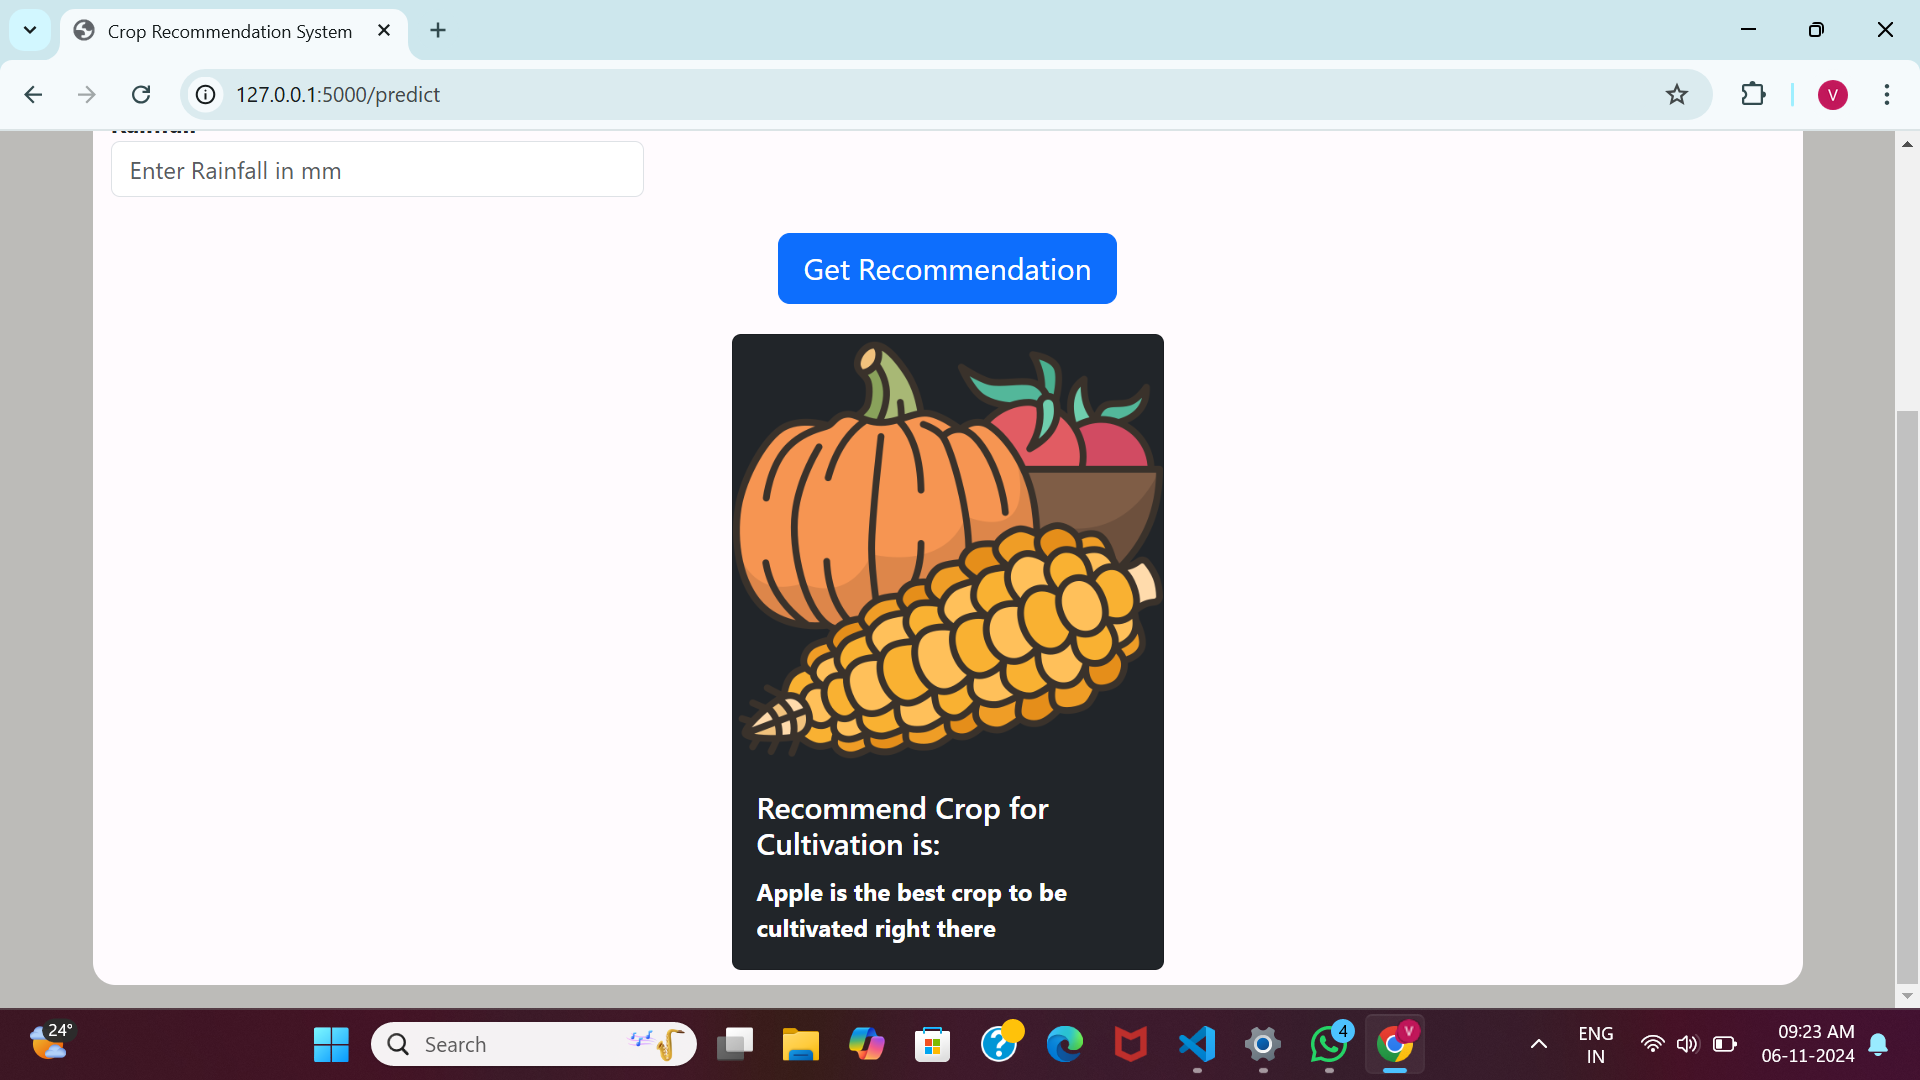 Crop Recommendation System
127.0.0.1:5000/predict
Rainfall
Enter Rainfall in mm
Get Recommendation
Recommend Crop for
Cultivation is:
Apple is the best crop to be
cultivated right there
24°
Search
4
V
V
ENG
IN
09:23 AM
06-11-2024